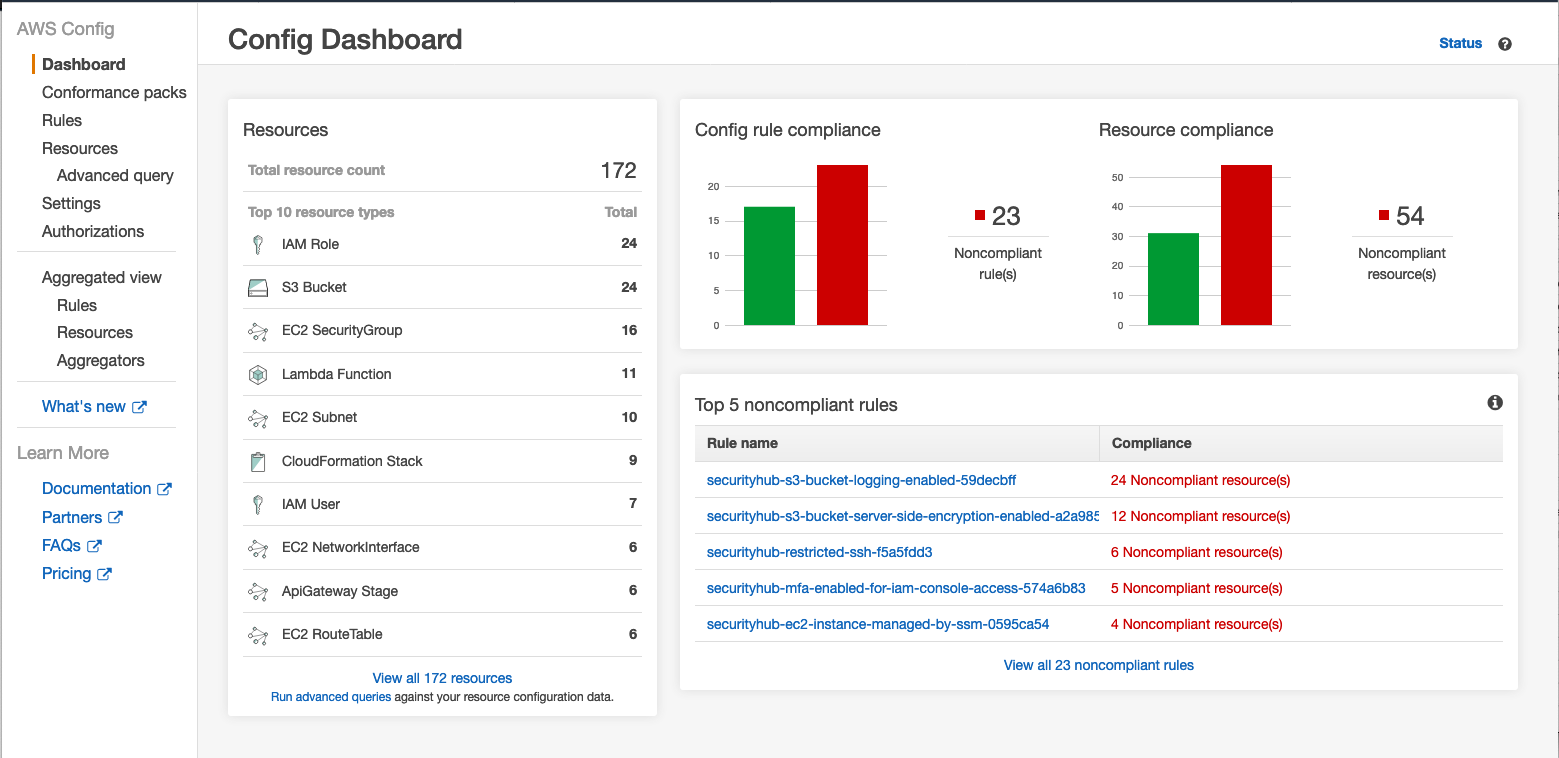 AWS Config
Dashboard
Conformance packs
Rules
Resources
Advanced query
Settings
Authorizations
Aggregated view
Rules
Resources
Aggregators
What's new
Learn More
Documentation
Partners
FAQs
Pricing
Config Dashboard
Status
Resources
Total resource count 172
Top 10 resource types Total
IAM Role 24
S3 Bucket 24
EC2 SecurityGroup 16
Lambda Function 11
EC2 Subnet 10
CloudFormation Stack 9
IAM User 7
EC2 NetworkInterface 6
ApiGateway Stage 6
EC2 RouteTable 6
View all 172 resources
Run advanced queries against your resource configuration data.
Config rule compliance
20
15
10
5
0
23
Noncompliant
rule(s)
Resource compliance
50
40
30
20
10
0
54
Noncompliant
resource(s)
Top 5 noncompliant rules
Rule name Compliance
securityhub-s3-bucket-logging-enabled-59decbff 24 Noncompliant resource(s)
securityhub-s3-bucket-server-side-encryption-enabled-a2a985 12 Noncompliant resource(s)
securityhub-restricted-ssh-f5a5fdd3 6 Noncompliant resource(s)
securityhub-mfa-enabled-for-iam-console-access-574a6b83 5 Noncompliant resource(s)
securityhub-ec2-instance-managed-by-ssm-0595ca54 4 Noncompliant resource(s)
View all 23 noncompliant rules